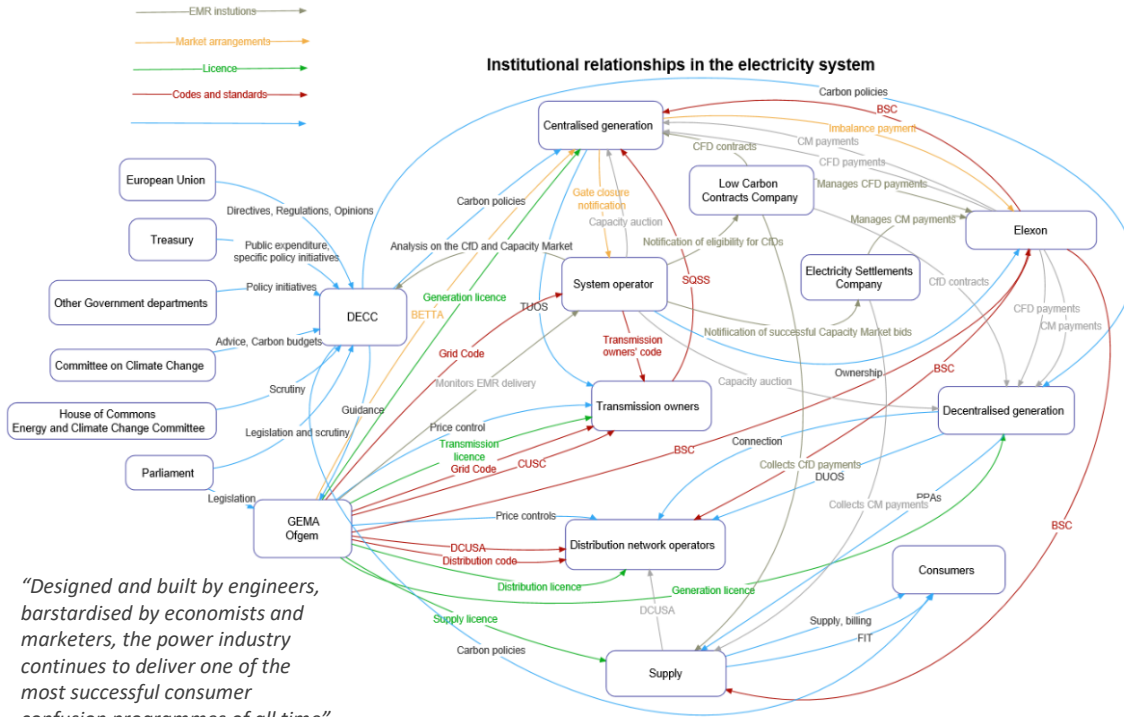 EMR instutions
Market arrangements
Licence
Codes and standards
Institutional relationships in the electricity system
Carbon policies
BSC
Centralised generation
Imbalance payment
CM payments
CFD contracts
CFD payments
European Union
Low Carbon
Contracts Company
Manages CFD payments
Carbon policies
Gate closure
notification
Directives, Regulations, Opinions
Capacity auction
Manages CM payments
Elexon
Treasury
Public expenditure,
specific policy initiatives
Analysis on the CfD and Capacity Market
Notification of eligibility for CfDs
Electricity Settlements
Company
CfD contracts
System operator
SQSS
Policy initiatives
Other Government departments
Generation licence
TUOS
CFD payments
CM payments
DECC
BETTA
Notification of successful Capacity Market bids
Advice, Carbon budgets
Transmission
owners' code
Grid Code
Committee on Climate Change
Ownership
BSC
Monitors EMR delivery
Capacity auction
Scrutiny
Transmission owners
Decentralised generation
House of Commons
Energy and Climate Change Committee
Guidance
Price control
Legislation and scrutiny
Connection
Transmission
licence
BSC
Grid Code
CUSC
Collects CfD payments
Parliament
DUOS
Legislation
PPAs
Collects CM payments
GEMA
Ofgem
Price controls
BSC
Distribution network operators
DCUSA
Distribution code
Consumers
Distribution licence
Generation licence
“Designed and built by engineers,
barstardised by economists and
marketers, the power industry
continues to deliver one of the
most successful consumer
confusion programmes of all time”
DCUSA
Supply licence
Supply, billing
FIT
Carbon policies
Supply